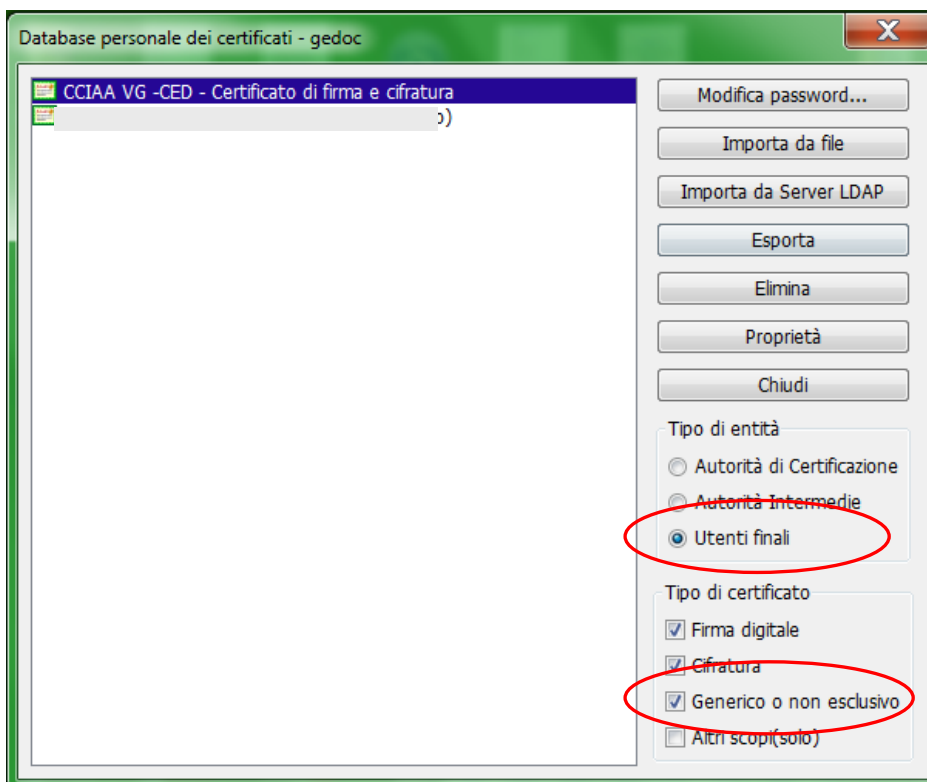 Database personale dei certificati - gedoc
CCIAA VG -CED - Certificato di firma e cifratura
)
Modifica password...
Importa da file
Importa da Server LDAP
Esporta
Elimina
Proprietà
Chiudi
Tipo di entità
Autorità di Certificazione
Autorità Intermedie
Utenti finali
Tipo di certificato
Firma digitale
Cifratura
Generico o non esclusivo
Altri scopi(solo)